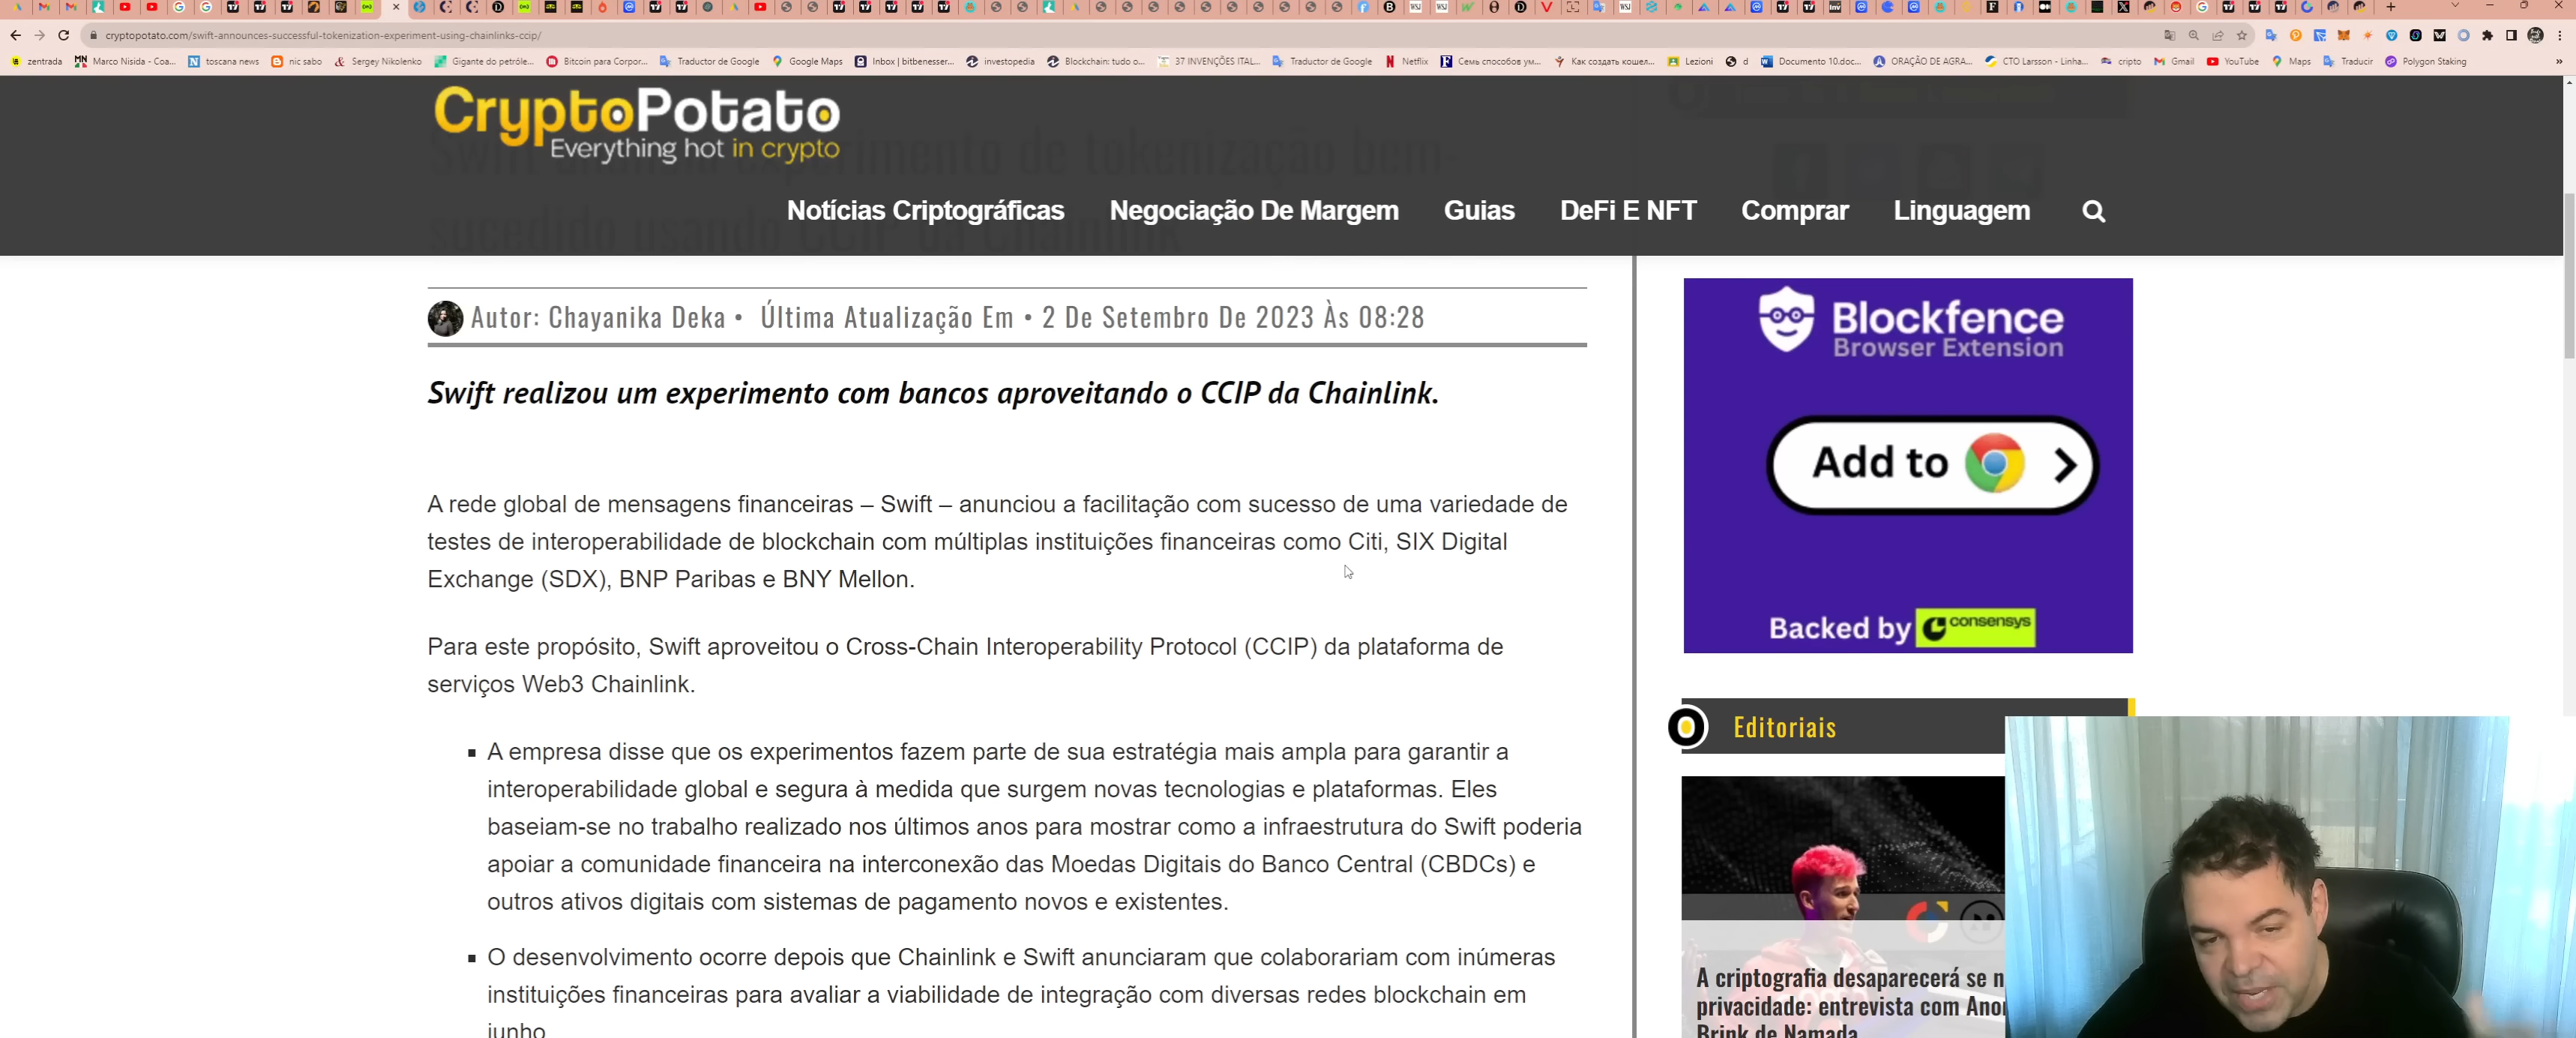 cryptopotato.com/swift-announces-successful-tokenization-experiment-using-chainlinks-ccip/
zentrada
Marco Nisida - Coa...
toscana news
nic sabo
Sergey Nikolenko
Gigante do petróle...
Bitcoin para Corpor...
Traductor de Google
Google Maps
Inbox | bitbenesser...
investopedia
Blockchain: tudo o...
37 INVENÇÕES ITAL...
Traductor de Google
Netflix
Семь способов ум...
Как создать кошел...
Lezioni
d
Documento 10.doc...
ORAÇÃO DE AGRA...
CTO Larsson - Linha...
cripto
Gmail
YouTube
Maps
Traducir
Polygon Staking
CryptoPotato
Everything hot in crypto
Notícias Criptográficas
Negociação De Margem
Guias
DeFi E NFT
Comprar
Linguagem
Autor: Chayanika Deka • Última Atualização Em • 2 De Setembro De 2023 Às 08:28
Swift realizou um experimento com bancos aproveitando o CCIP da Chainlink.
A rede global de mensagens financeiras – Swift – anunciou a facilitação com sucesso de uma variedade de
testes de interoperabilidade de blockchain com múltiplas instituições financeiras como Citi, SIX Digital
Exchange (SDX), BNP Paribas e BNY Mellon.
Para este propósito, Swift aproveitou o Cross-Chain Interoperability Protocol (CCIP) da plataforma de
serviços Web3 Chainlink.
▪ A empresa disse que os experimentos fazem parte de sua estratégia mais ampla para garantir a
interoperabilidade global e segura à medida que surgem novas tecnologias e plataformas. Eles
baseiam-se no trabalho realizado nos últimos anos para mostrar como a infraestrutura do Swift poderia
apoiar a comunidade financeira na interconexão das Moedas Digitais do Banco Central (CBDCs) e
outros ativos digitais com sistemas de pagamento novos e existentes.
▪ O desenvolvimento ocorre depois que Chainlink e Swift anunciaram que colaborariam com inúmeras
instituições financeiras para avaliar a viabilidade de integração com diversas redes blockchain em
junho
Blockfence
Browser Extension
Add to
Backed by consensys
Editoriais
A criptografia desaparecerá se n
privacidade: entrevista com Ano
Brink de Namada